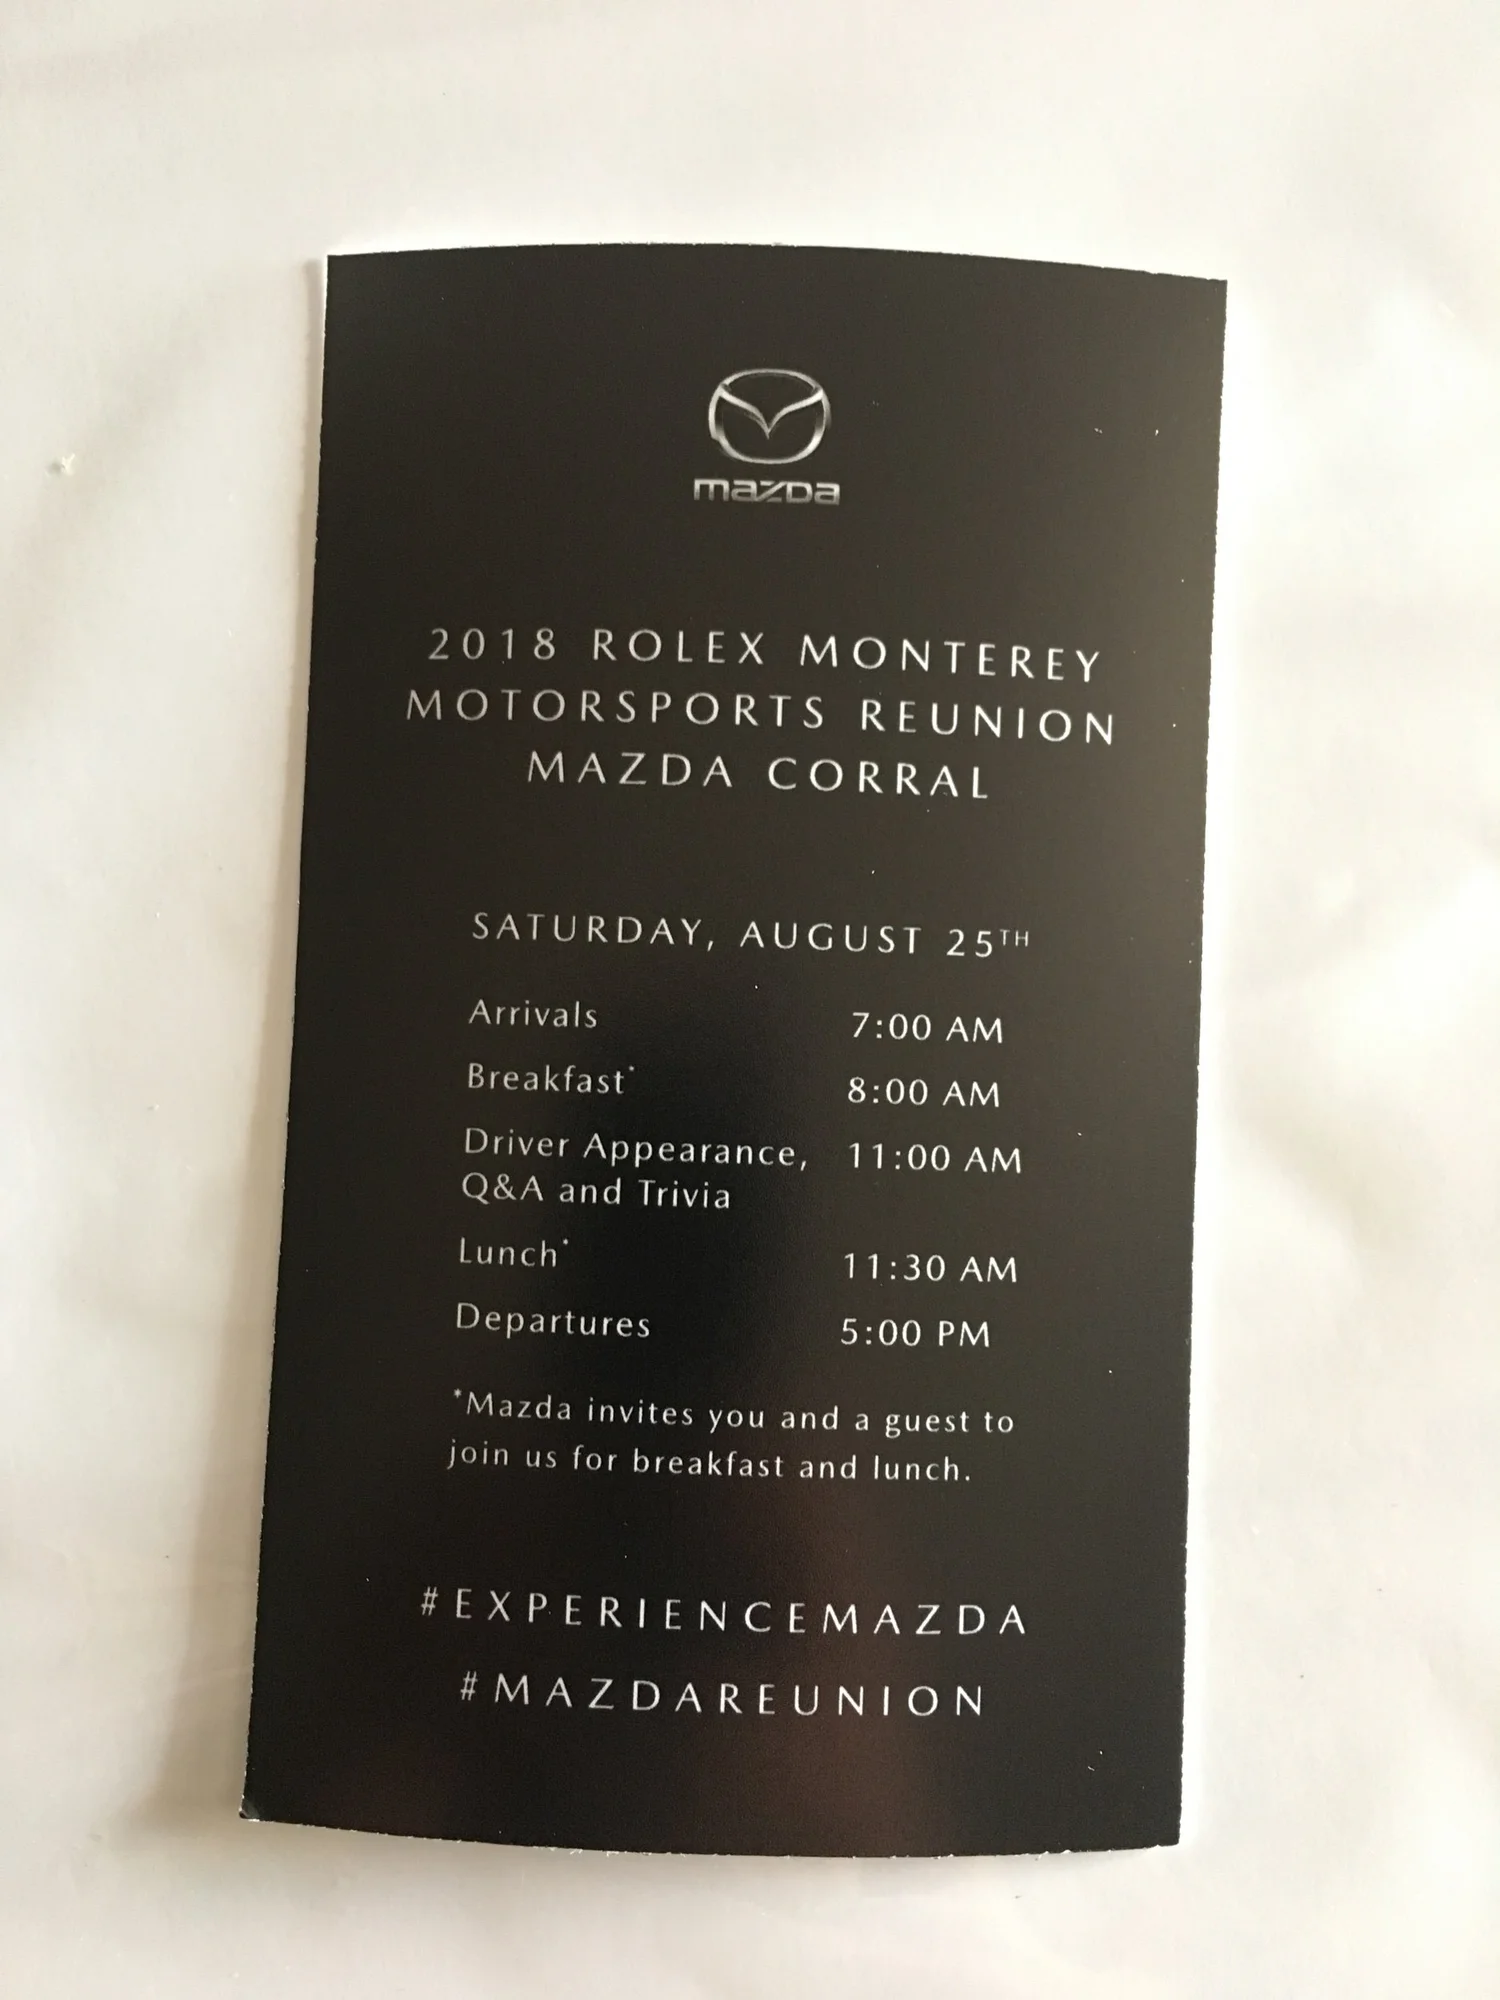 mazda
2018 ROLEX MONTEREY
MOTORSPORTS REUNION
MAZDA CORRAL
SATURDAY, AUGUST 25TH
Arrivals 7:00 AM
Breakfast* 8:00 AM
Driver Appearance, 11:00 AM
Q&A and Trivia
Lunch* 11:30 AM
Departures 5:00 PM
*Mazda invites you and a guest to
join us for breakfast and lunch.
#EXPERIENCEMAZDA
#MAZDAREUNION